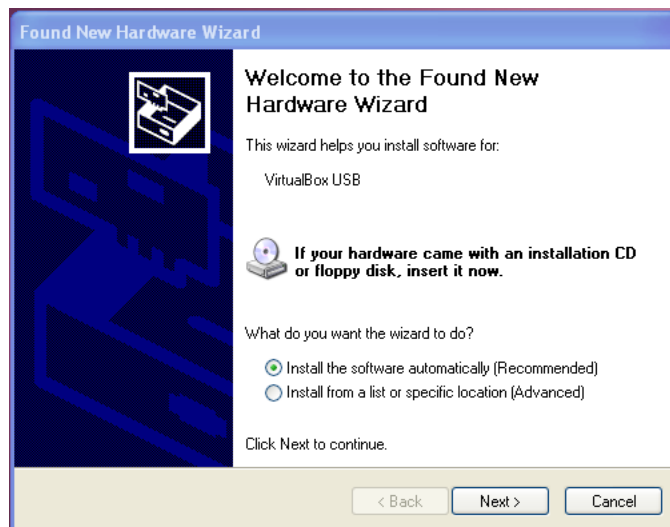 Found New Hardware Wizard
Welcome to the Found New
Hardware Wizard
This wizard helps you install software for:
VirtualBox USB
If your hardware came with an installation CD
or floppy disk, insert it now.
What do you want the wizard to do?
Install the software automatically (Recommended)
Install from a list or specific location (Advanced)
Click Next to continue.
< Back
Next >
Cancel